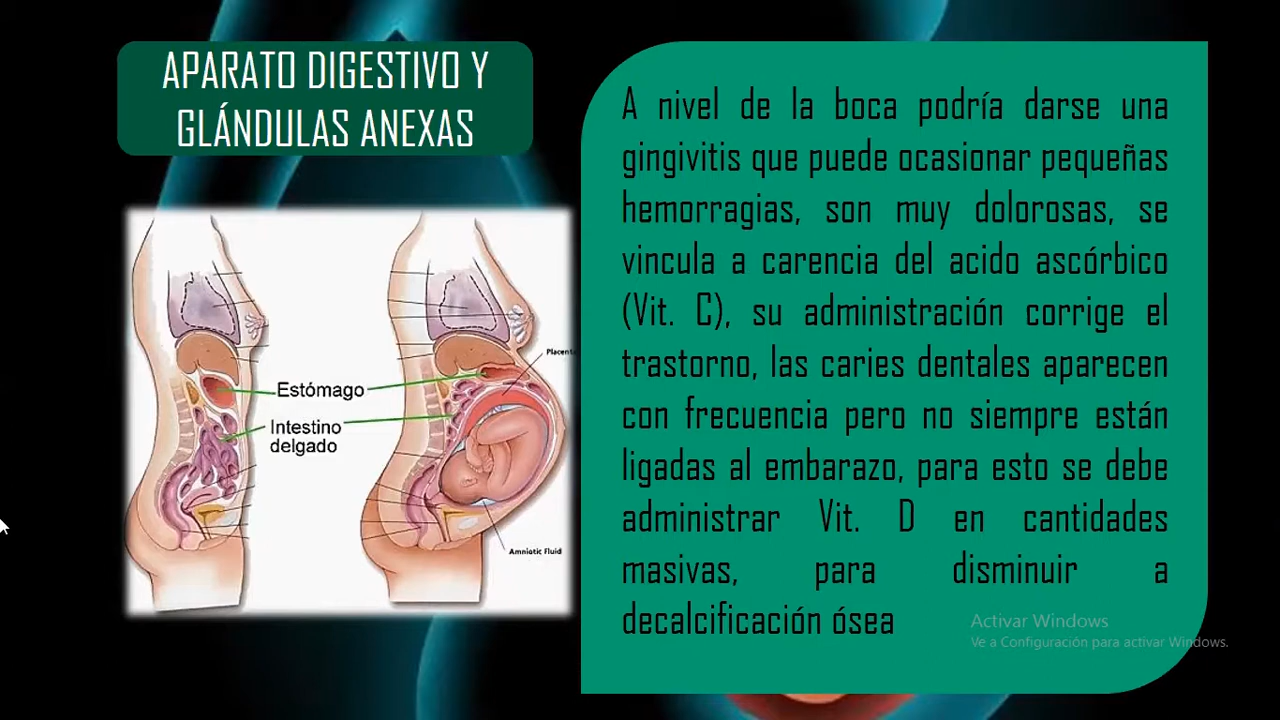 APARATO DIGESTIVO Y
GLÁNDULAS ANEXAS
A nivel de la boca podría darse una
gingivitis que puede ocasionar pequeñas
hemorragias, son muy dolorosas, se
vincula a carencia del acido ascórbico
(Vit. C), su administración corrige el
trastorno, las caries dentales aparecen
con frecuencia pero no siempre están
ligadas al embarazo, para esto se debe
administrar Vit. D en cantidades
masivas, para disminuir a
decalcificación ósea
Estómago
Intestino
delgado
Amniotic Fluid
Activar Windows
Ve a Configuración para activar Windows.